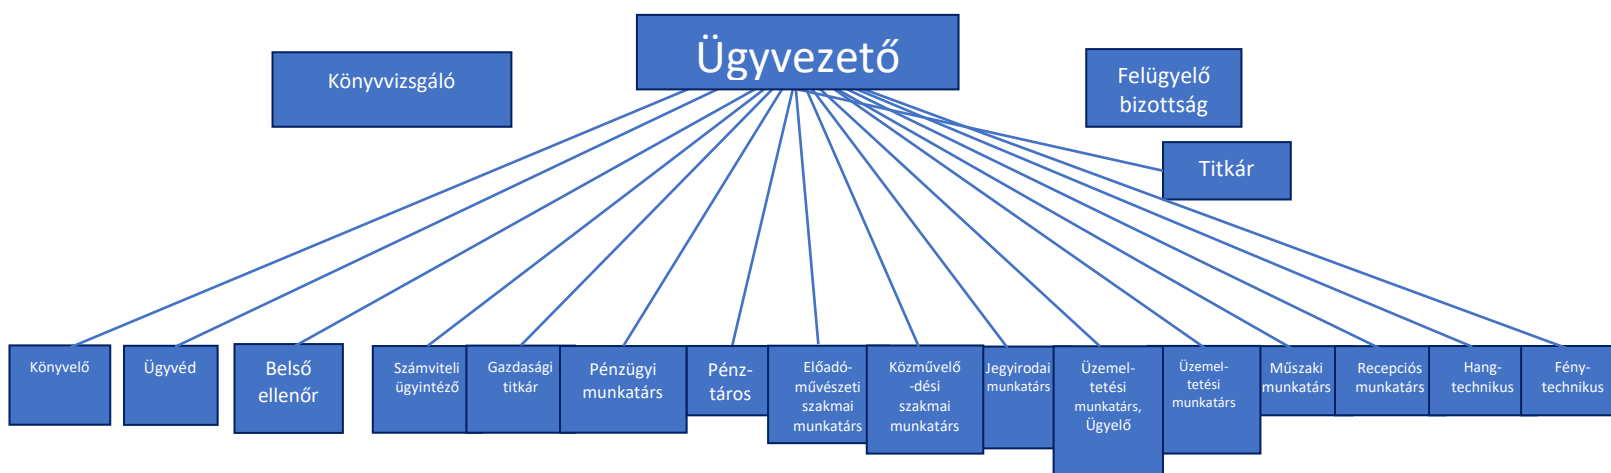 Ügyvezető
Könyvvizsgáló
Felügyelő
bizottság
Titkár
Könyvelő
Ügyvéd
Belső
ellenőr
Számviteli
ügyintéző
Gazdasági
titkár
Pénzügyi
munkatárs
Pénz-
táros
Előadó-
művészeti
szakmai
munkatárs
Közművelő
-dési
szakmai
munkatárs
Jegyirodai
munkatárs
Üzemel-
tetési
munkatárs,
Ügyelő
Üzemel-
tetési
munkatárs
Műszaki
munkatárs
Recepciós
munkatárs
Hang-
technikus
Fény-
technikus